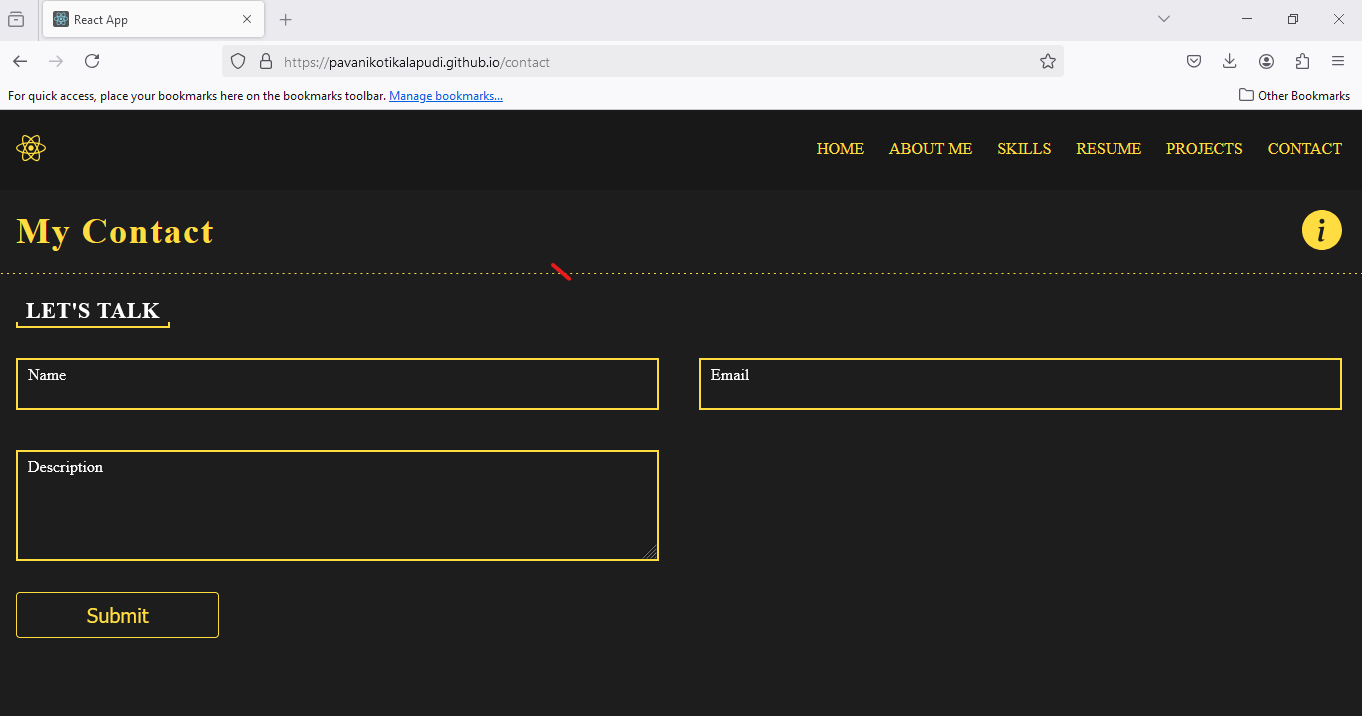 React App
https://pavanikotikalapudi.github.io/contact
For quick access, place your bookmarks here on the bookmarks toolbar. Manage bookmarks...
Other Bookmarks
HOME ABOUT ME SKILLS RESUME PROJECTS CONTACT
My Contact
i
LET'S TALK
Name
Email
Description
Submit